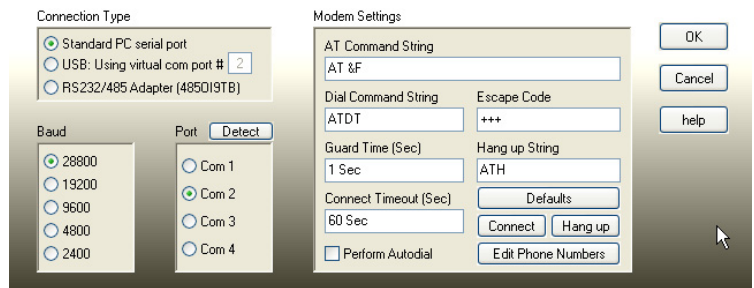 Connection Type
Standard PC serial port
USB: Using virtual com port # 2
RS232/485 Adapter (485OI9TB)
Baud
28800
19200
9600
4800
2400
Port Detect
Com 1
Com 2
Com 3
Com 4
Modem Settings
AT Command String
AT &F
Dial Command String
ATDT
Escape Code
+++
Guard Time (Sec)
1 Sec
Hang up String
ATH
Connect Timeout (Sec)
60 Sec
Defaults
Connect Hang up
Perform Autodial
Edit Phone Numbers
OK
Cancel
help